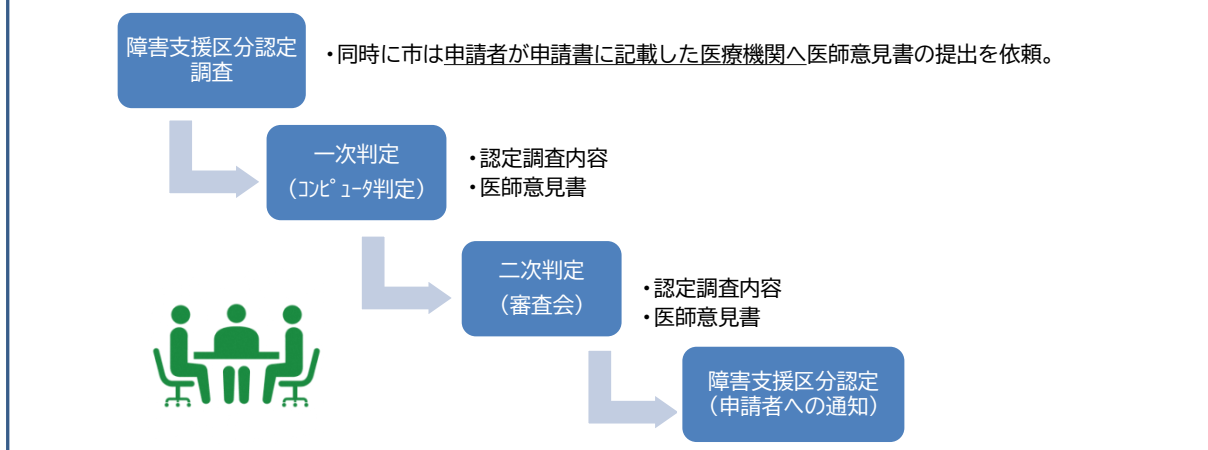 障害支援区分認定
調査
・同時に市は申請者が申請書に記載した医療機関へ医師意見書の提出を依頼。
一次判定
（ｺﾝﾋﾟｭｰﾀ判定）
・認定調査内容
・医師意見書
二次判定
（審査会）
・認定調査内容
・医師意見書
障害支援区分認定
（申請者への通知）